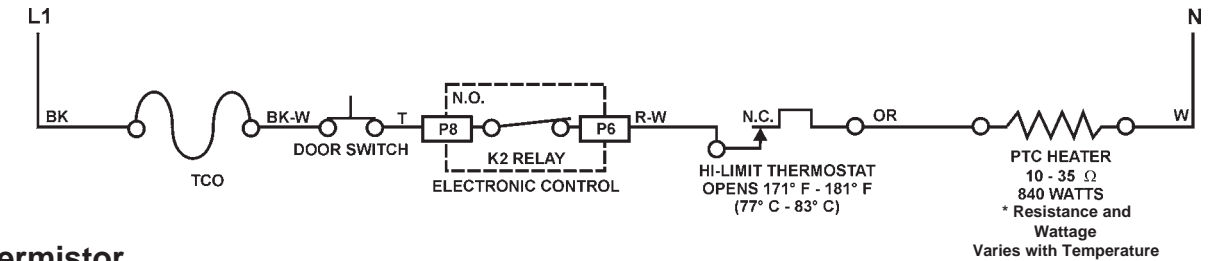 L1 N
BK BK-W T N.O. P8 P6 R-W N.C. OR W
TCO
DOOR SWITCH
K2 RELAY
ELECTRONIC CONTROL
HI-LIMIT THERMOSTAT
OPENS 171° F - 181° F
(77° C - 83° C)
PTC HEATER
10 - 35 Ω
840 WATTS
* Resistance and
Wattage
Varies with Temperature
ermistor